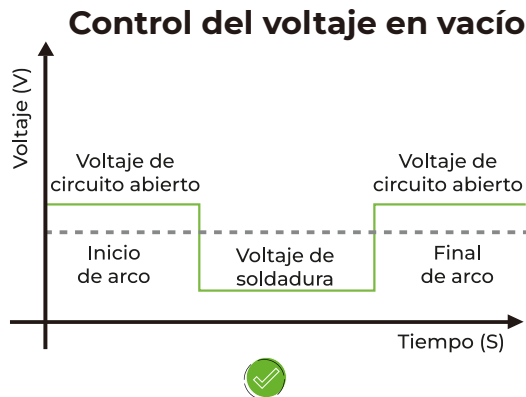 Control del voltaje en vacío
Voltaje (V)
Voltaje de
circuito abierto
Voltaje de
circuito abierto
Inicio
de arco
Voltaje de
soldadura
Final
de arco
Tiempo (S)